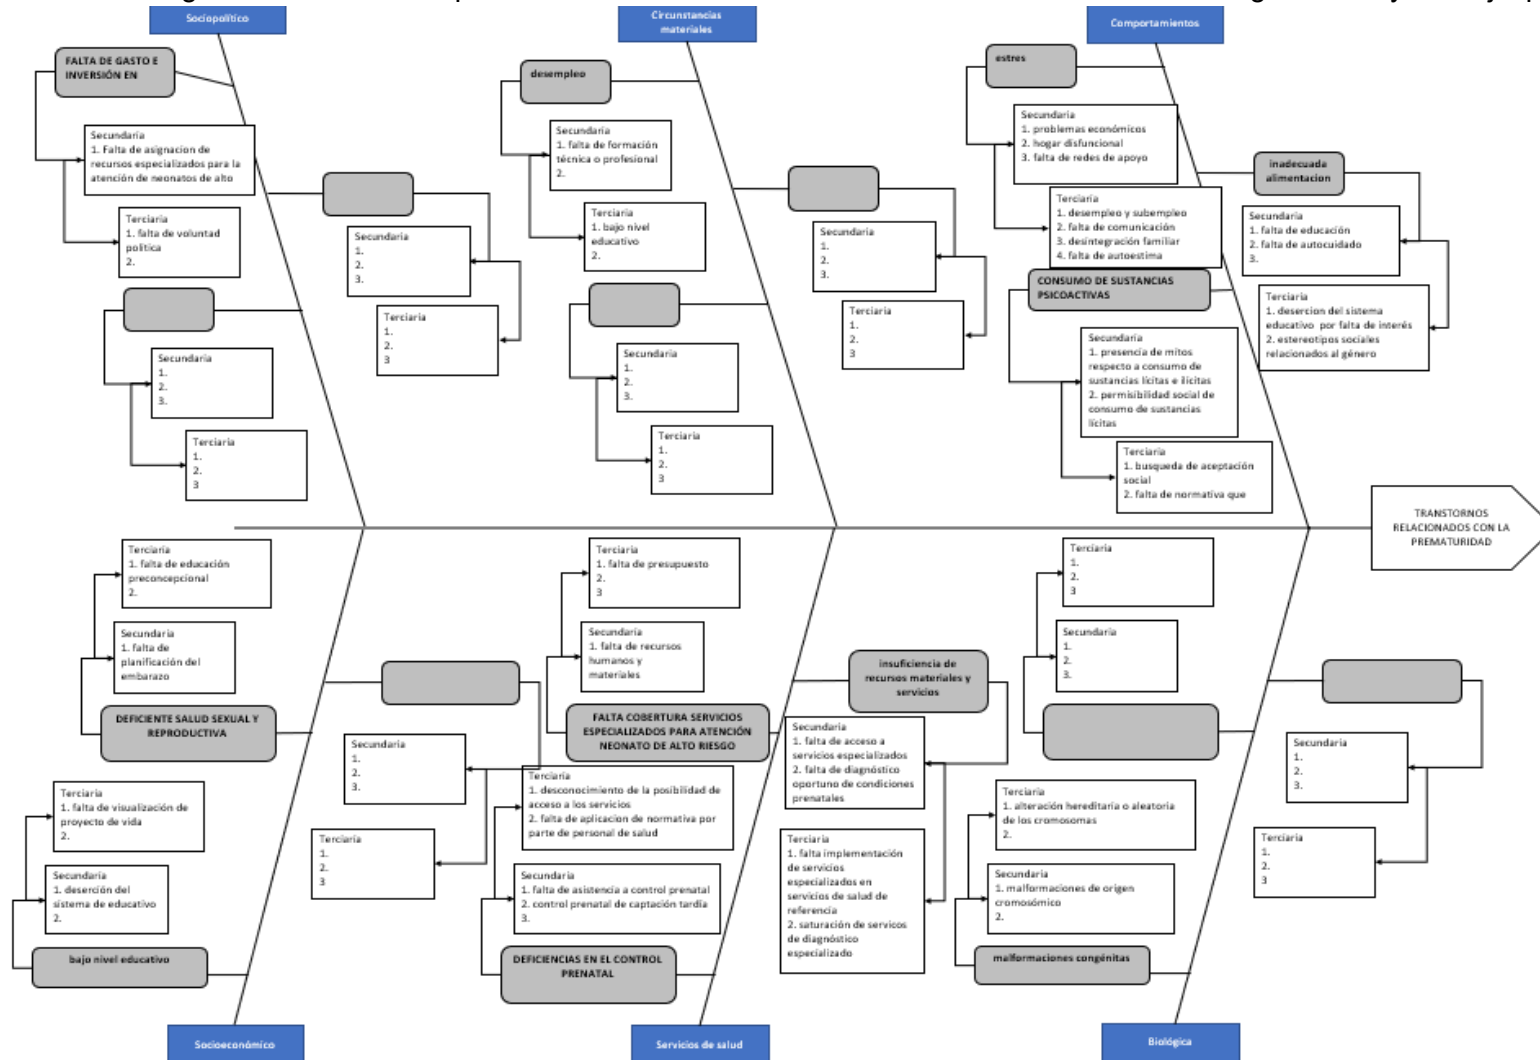 Sociopolítico
Circunstancias
materiales
Comportamientos
FALTA DE GASTO E
INVERSIÓN EN
Secundaria
1. Falta de asignacion de
recursos especializados para la
atención de neonatos de alto
Terciaria
1. falta de voluntad
política
2.
Secundaria
1.
2.
3.
Terciaria
1.
2.
3
Secundaria
1.
2.
3.
Terciaria
1.
2.
3
desempleo
Secundaria
1. falta de formación
técnica o profesional
2.
Terciaria
1. bajo nivel
educativo
2.
Secundaria
1.
2.
3.
Terciaria
1.
2.
3
Secundaria
1.
2.
3.
Terciaria
1.
2.
3
estres
Secundaria
1. problemas económicos
2. hogar disfuncional
3. falta de redes de apoyo
Terciaria
1. desempleo y subempleo
2. falta de comunicación
3. desintegración familiar
4. falta de autoestima
inadecuada
alimentacion
Secundaria
1. falta de educación
2. falta de autocuidado
3.
Terciaria
1. desercion del sistema
educativo por falta de interés
2. estereotipos sociales
relacionados al género
CONSUMO DE SUSTANCIAS
PSICOACTIVAS
Secundaria
1. presencia de mitos
respecto a consumo de
sustancias lícitas e ilícitas
2. permisibilidad social de
consumo de sustancias
lícitas
Terciaria
1. busqueda de aceptación
social
2. falta de normativa que
TRANSTORNOS
RELACIONADOS CON LA
PREMATURIDAD
Terciaria
1. falta de educación
preconcepcional
2.
Secundaria
1. falta de
planificación del
embarazo
DEFICIENTE SALUD SEXUAL Y
REPRODUCTIVA
Terciaria
1. falta de visualización de
proyecto de vida
2.
Secundaria
1. deserción del
sistema de educativo
2.
bajo nivel educativo
Secundaria
1.
2.
3.
Terciaria
1.
2.
3
Terciaria
1. falta de presupuesto
2.
3
Secundaria
1. falta de recursos
humanos y
materiales
FALTA COBERTURA SERVICIOS
ESPECIALIZADOS PARA ATENCIÓN
NEONATO DE ALTO RIESGO
Terciaria
1. desconocimiento de la posibilidad de
acceso a los servicios
2. falta de aplicacion de normativa por
parte de personal de salud
Secundaria
1. falta de asistencia a control prenatal
2. control prenatal de captación tardía
3.
DEFICIENCIAS EN EL CONTROL
PRENATAL
insuficiencia de
recursos materiales y
servicios
Secundaria
1. falta de acceso a
servicios especializados
2. falta de diagnóstico
oportuno de condiciones
prenatales
Terciaria
1. falta implementación
de servicios
especializados en
servicios de salud de
referencia
2. saturación de servicos
de diagnóstico
especializado
Terciaria
1.
2.
3
Secundaria
1.
2.
3.
Terciaria
1. alteración hereditaria o aleatoria
de los cromosomas
2.
Secundaria
1. malformaciones de origen
cromosómico
2.
malformaciones congénitas
Secundaria
1.
2.
3.
Terciaria
1.
2.
3
Socioeconómico
Servicios de salud
Biológica